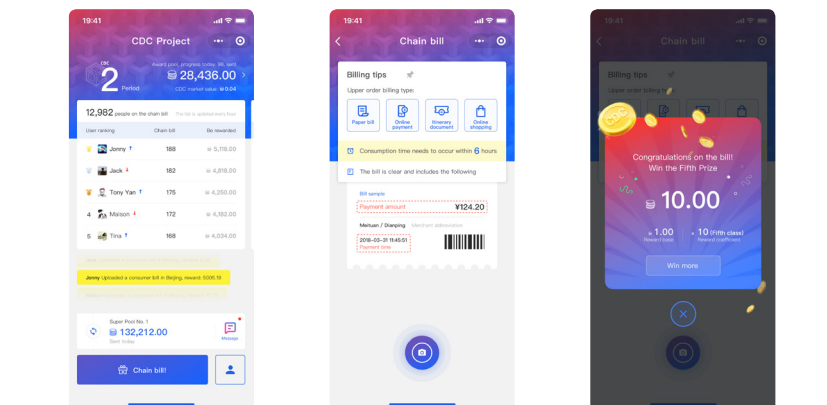 19:41
CDC Project
CDC
2
Period
Award pool, progress today. Bill, sent
28,436.00
CDC market value: ≈0.04
12,982 people on the chain bill
The list is updated every hour
User ranking Chain bill Be rewarded
Jonny 188 5,118.00
Jack 182 4,818.00
Tony Yan 175 4,250.00
4 Maison 172 4,182.00
5 Tina 168 4,034.00
Jenny Uploaded a consumer bill in Beijing, reward: 5006.16
Super Pool No. 1
132,212.00
Sent today
Message
Chain bill!
19:41
Chain bill
Billing tips
Upper order billing type:
Paper bill
Online payment
Itinerary document
Online shopping
Consumption time needs to occur within 6 hours
The bill is clear and includes the following
Bill sample
Payment amount ¥124.20
Meituan / Dianping Merchant abbreviation
2018-03-31 11:45:51
Payment time
19:41
Chain bill
Billing tips
Upper order billing type:
Congratulations on the bill!
Win the Fifth Prize
10.00
1.00
Reward base
10 (Fifth class)
Reward coefficient
Win more